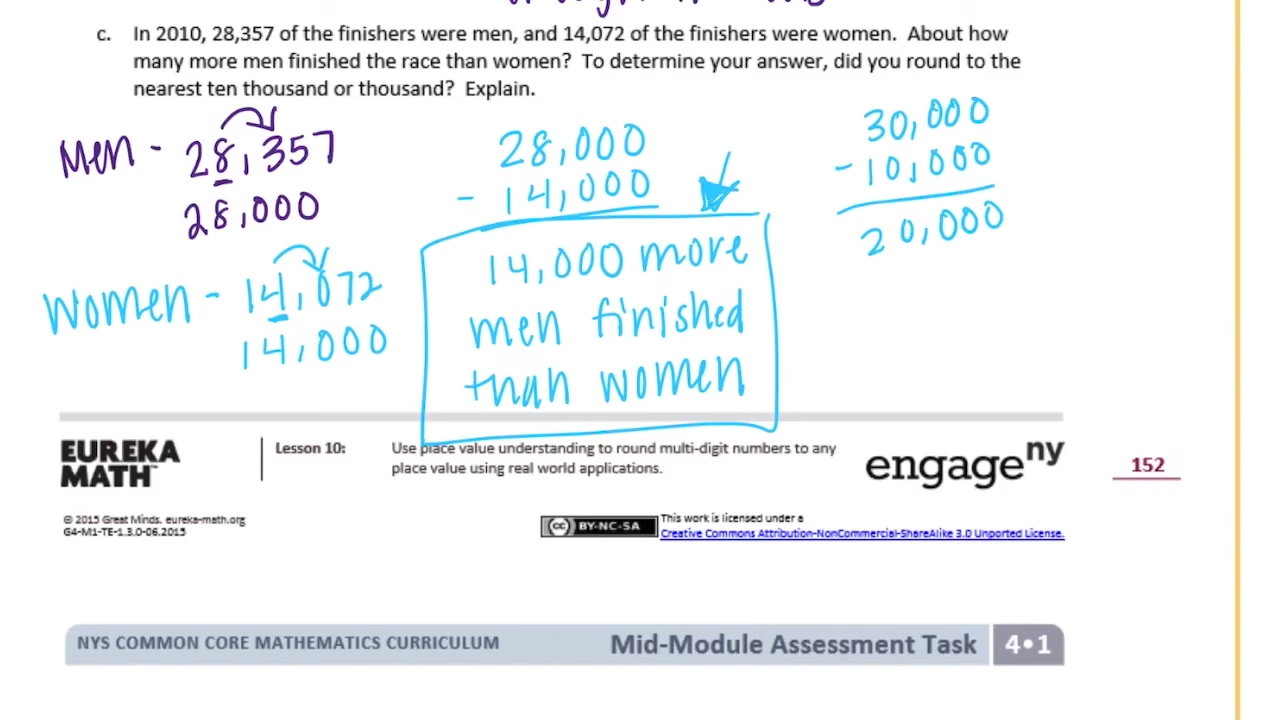 c. In 2010, 28,357 of the finishers were men, and 14,072 of the finishers were women. About how
many more men finished the race than women? To determine your answer, did you round to the
nearest ten thousand or thousand? Explain.
Men - 28,357
28,000
Women - 14,072
14,000
28,000
- 14,000
14,000 more
men finished
than women
30,000
- 10,000
20,000
EUREKA
MATH™
Lesson 10:
Use place value understanding to round multi-digit numbers to any
place value using real world applications.
engage ny
152
© 2015 Great Minds. eureka-math.org
G4-M1-TE-1.3.0-06.2015
cc BY-NC-SA
This work is licensed under a
Creative Commons Attribution-NonCommercial-ShareAlike 3.0 Unported License.
NYS COMMON CORE MATHEMATICS CURRICULUM
Mid-Module Assessment Task
4•1